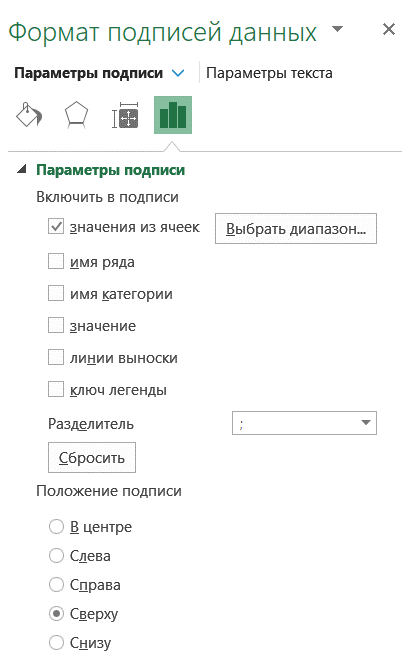 Формат подписей данных
Параметры подписи Параметры текста
Параметры подписи
Включить в подписи
значения из ячеек Выбрать диапазон...
имя ряда
имя категории
значение
линии выноски
ключ легенды
Разделитель ;
Сбросить
Положение подписи
В центре
Слева
Справа
Сверху
Снизу